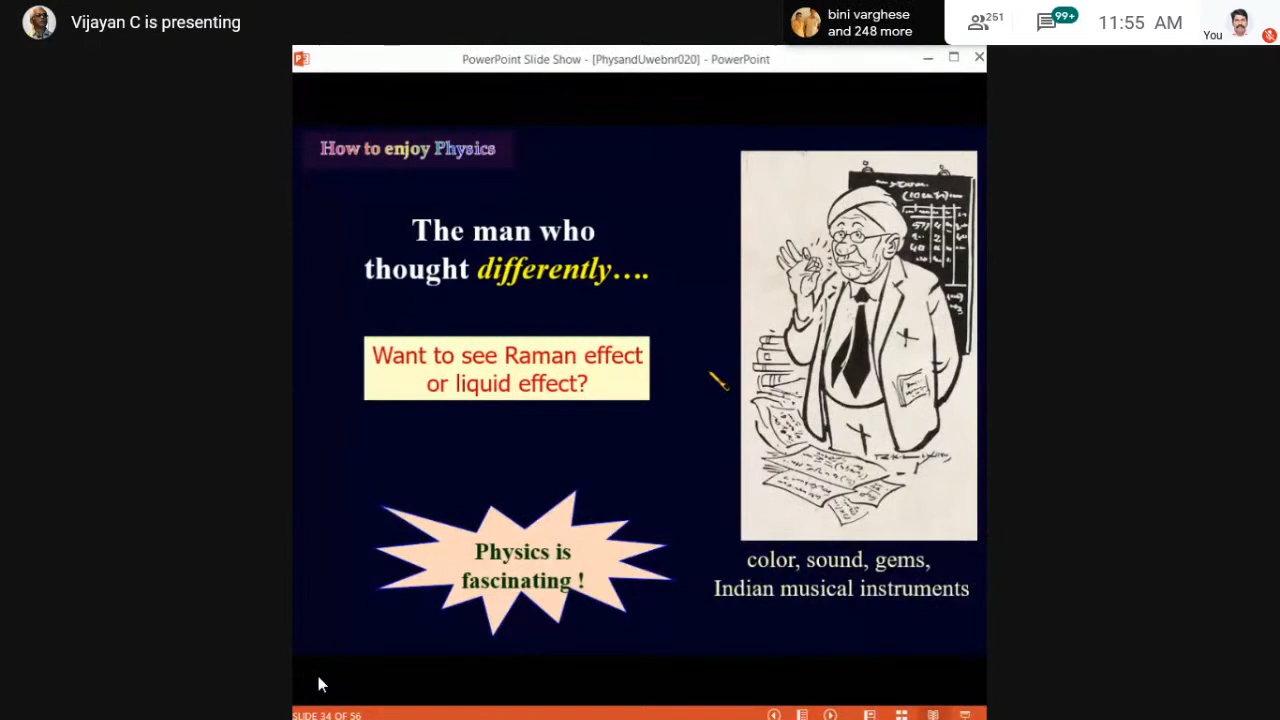 Vijayan C is presenting
bini varghese
and 248 more
251
99+
11:55 AM
You
PowerPoint Slide Show - [PhysandUwebnr020] - PowerPoint
How to enjoy Physics
The man who
thought differently….
Want to see Raman effect
or liquid effect?
Physics is
fascinating !
color, sound, gems,
Indian musical instruments
SLIDE 34 OF 56